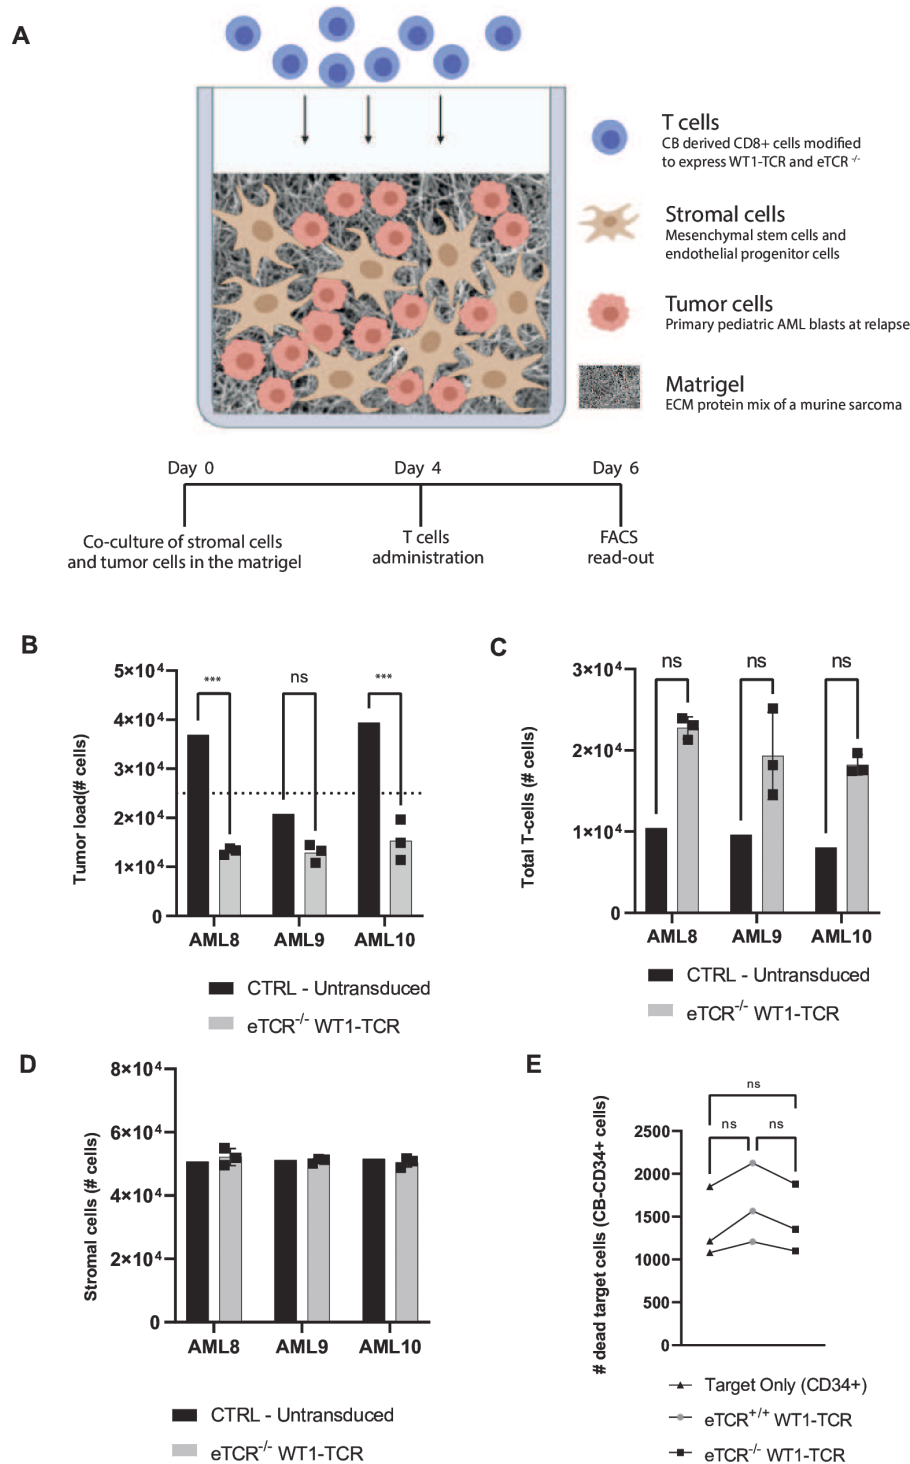 A
T cells
CB derived CD8+ cells modified
to express WT1-TCR and eTCR -/-
Stromal cells
Mesenchymal stem cells and
endothelial progenitor cells
Tumor cells
Primary pediatric AML blasts at relapse
Matrigel
ECM protein mix of a murine sarcoma
Day 0
Day 4
Day 6
Co-culture of stromal cells
and tumor cells in the matrigel
T cells
administration
FACS
read-out
B
Tumor load(# cells)
5×10⁴
4×10⁴
3×10⁴
2×10⁴
1×10⁴
0
*** ns ***
AML8 AML9 AML10
CTRL - Untransduced
eTCR-/- WT1-TCR
C
Total T-cells (# cells)
3×10⁴
2×10⁴
1×10⁴
0
ns ns ns
AML8 AML9 AML10
CTRL - Untransduced
eTCR-/- WT1-TCR
D
Stromal cells (# cells)
8×10⁴
6×10⁴
4×10⁴
2×10⁴
0
AML8 AML9 AML10
CTRL - Untransduced
eTCR-/- WT1-TCR
E
# dead target cells (CB-CD34+ cells)
ns
ns ns
2500
2000
1500
1000
500
0
Target Only (CD34+)
eTCR+/+ WT1-TCR
eTCR-/- WT1-TCR